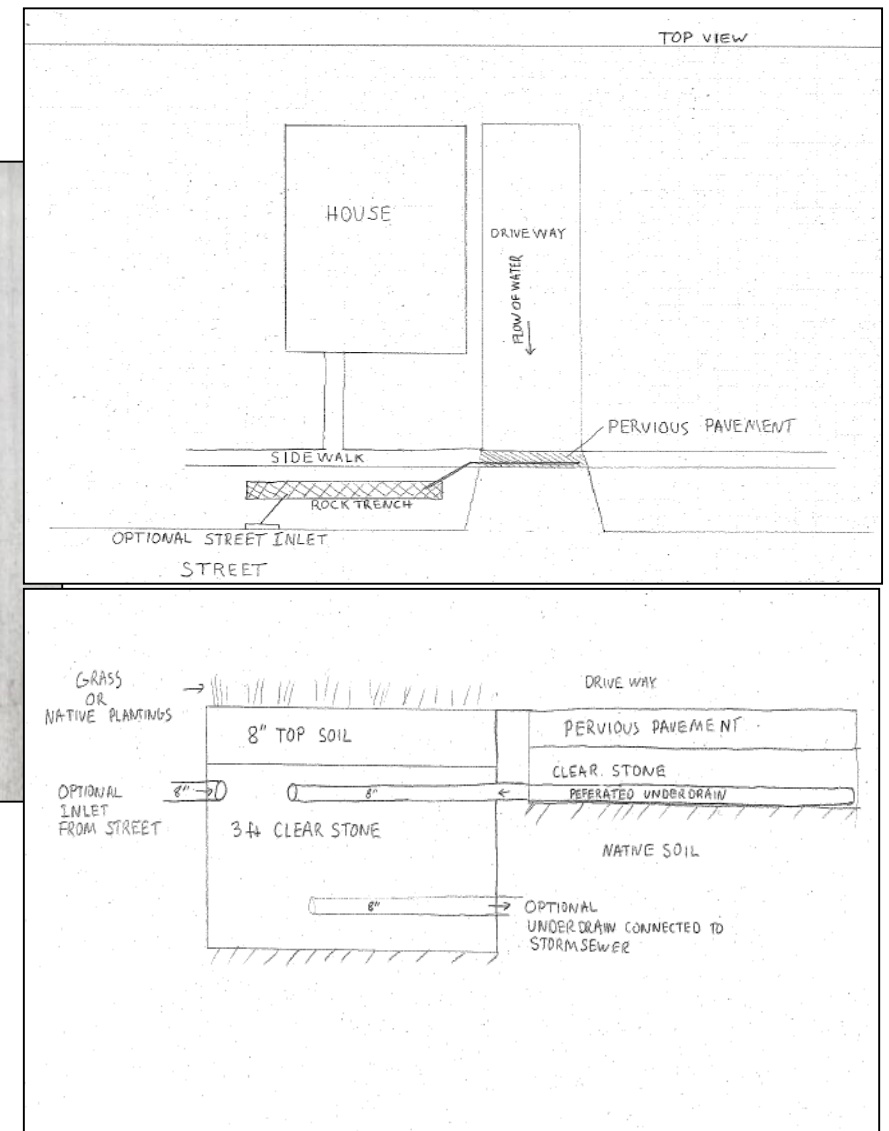 TOP VIEW
HOUSE
DRIVEWAY
FLOW OF WATER
PERVIOUS PAVEMENT
SIDEWALK
ROCK TRENCH
OPTIONAL STREET INLET
STREET
GRASS
OR
NATIVE PLANTINGS
DRIVE WAY
8" TOP SOIL
PERVIOUS PAVEMENT
CLEAR STONE
OPTIONAL
INLET
FROM STREET
8"
8"
PEFERATED UNDERDRAIN
3 ft CLEAR STONE
NATIVE SOIL
8"
OPTIONAL
UNDERDRAIN CONNECTED TO
STORMSEWER